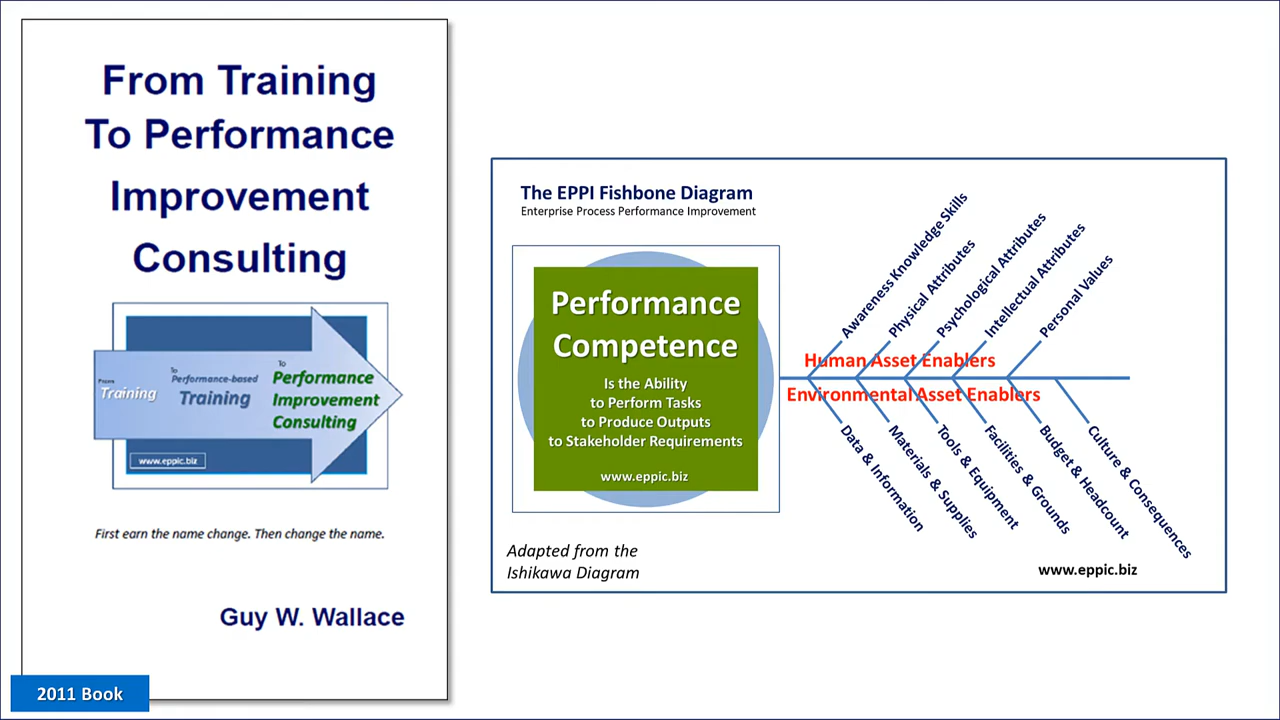 From Training
To Performance
Improvement
Consulting
From
Training
To
Performance-based
Training
To
Performance
Improvement
Consulting
www.eppic.biz
First earn the name change. Then change the name.
Guy W. Wallace
2011 Book
The EPPI Fishbone Diagram
Enterprise Process Performance Improvement
Performance
Competence
Is the Ability
to Perform Tasks
to Produce Outputs
to Stakeholder Requirements
www.eppic.biz
Awareness Knowledge Skills
Physical Attributes
Psychological Attributes
Intellectual Attributes
Personal Values
Human Asset Enablers
Environmental Asset Enablers
Data & Information
Materials & Supplies
Tools & Equipment
Facilities & Grounds
Budget & Headcount
Culture & Consequences
Adapted from the
Ishikawa Diagram
www.eppic.biz